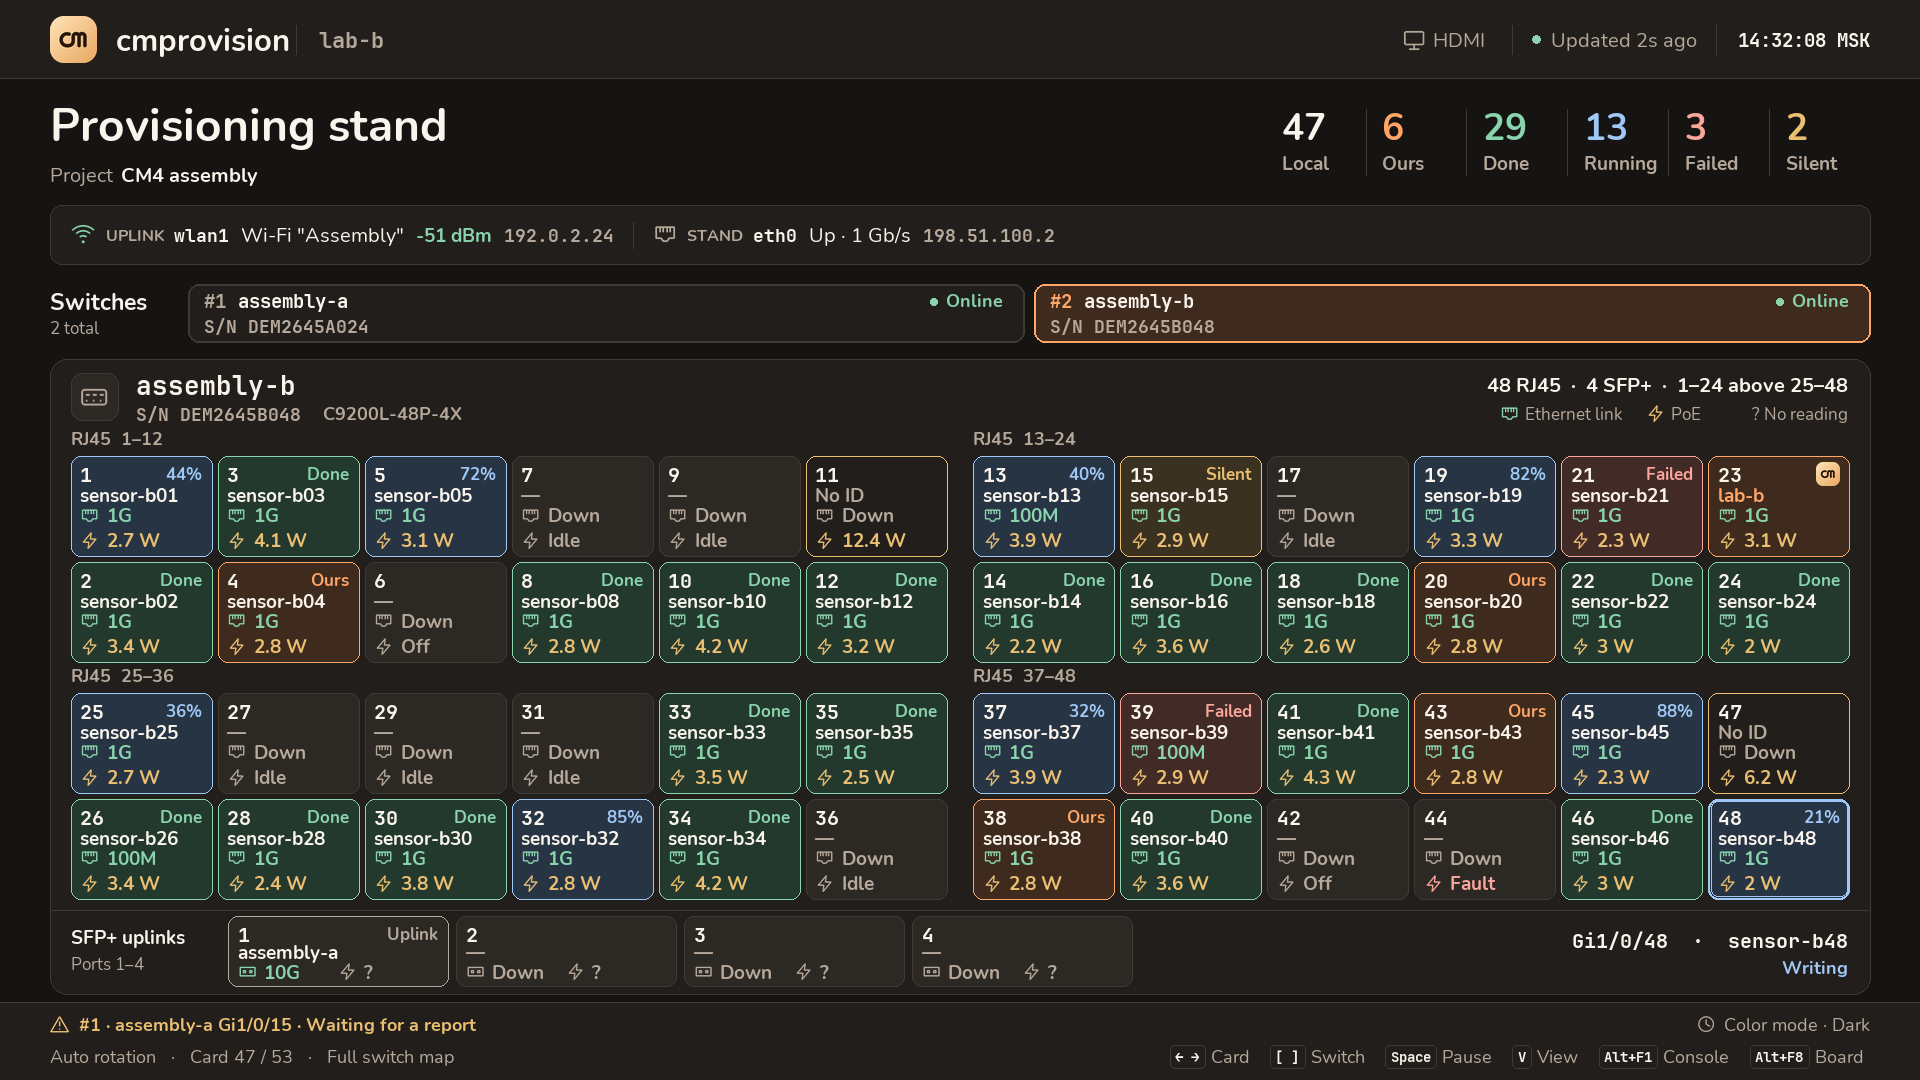 cm cmprovision lab-b HDMI Updated 2s ago 14:32:08 MSK
Provisioning stand
Project CM4 assembly
47 6 29 13 3 2
Local Ours Done Running Failed Silent
UPLINK wlan1 Wi-Fi "Assembly" -51 dBm 192.0.2.24 STAND eth0 Up · 1 Gb/s 198.51.100.2
Switches
2 total
#1 assembly-a Online
S/N DEM2645A024
#2 assembly-b Online
S/N DEM2645B048
assembly-b
S/N DEM2645B048 C9200L-48P-4X
48 RJ45 · 4 SFP+ · 1–24 above 25–48
Ethernet link PoE ? No reading
RJ45 1–12 RJ45 13–24
1 44% 3 Done 5 72% 7 9 11 13 40% 15 Silent 17 19 82% 21 Failed 23 cm
sensor-b01 sensor-b03 sensor-b05 — — No ID sensor-b13 sensor-b15 — sensor-b19 sensor-b21 lab-b
1G 1G 1G Down Down Down 100M 1G Down 1G 1G 1G
2.7 W 4.1 W 3.1 W Idle Idle 12.4 W 3.9 W 2.9 W Idle 3.3 W 2.3 W 3.1 W
2 Done 4 Ours 6 8 Done 10 Done 12 Done 14 Done 16 Done 18 Done 20 Ours 22 Done 24 Done
sensor-b02 sensor-b04 — sensor-b08 sensor-b10 sensor-b12 sensor-b14 sensor-b16 sensor-b18 sensor-b20 sensor-b22 sensor-b24
1G 1G Down 1G 1G 1G 1G 1G 1G 1G 1G 1G
3.4 W 2.8 W Off 2.8 W 4.2 W 3.2 W 2.2 W 3.6 W 2.6 W 2.8 W 3 W 2 W
RJ45 25–36 RJ45 37–48
25 36% 27 29 31 33 Done 35 Done 37 32% 39 Failed 41 Done 43 Ours 45 88% 47
sensor-b25 — — — sensor-b33 sensor-b35 sensor-b37 sensor-b39 sensor-b41 sensor-b43 sensor-b45 No ID
1G Down Down Down 1G 1G 1G 100M 1G 1G 1G Down
2.7 W Idle Idle Idle 3.5 W 2.5 W 3.9 W 2.9 W 4.3 W 2.8 W 2.3 W 6.2 W
26 Done 28 Done 30 Done 32 85% 34 Done 36 38 Ours 40 Done 42 44 46 Done 48 21%
sensor-b26 sensor-b28 sensor-b30 sensor-b32 sensor-b34 — sensor-b38 sensor-b40 — — sensor-b46 sensor-b48
100M 1G 1G 1G 1G Down 1G 1G Down Down 1G 1G
3.4 W 2.4 W 3.8 W 2.8 W 4.2 W Idle 2.8 W 3.6 W Off Fault 3 W 2 W
SFP+ uplinks
Ports 1–4
1 Uplink 2 3 4
assembly-a — — —
10G ? Down ? Down ? Down ?
Gi1/0/48 · sensor-b48
Writing
#1 · assembly-a Gi1/0/15 · Waiting for a report Color mode · Dark
Auto rotation · Card 47 / 53 · Full switch map ← → Card [ ] Switch Space Pause V View Alt+F1 Console Alt+F8 Board